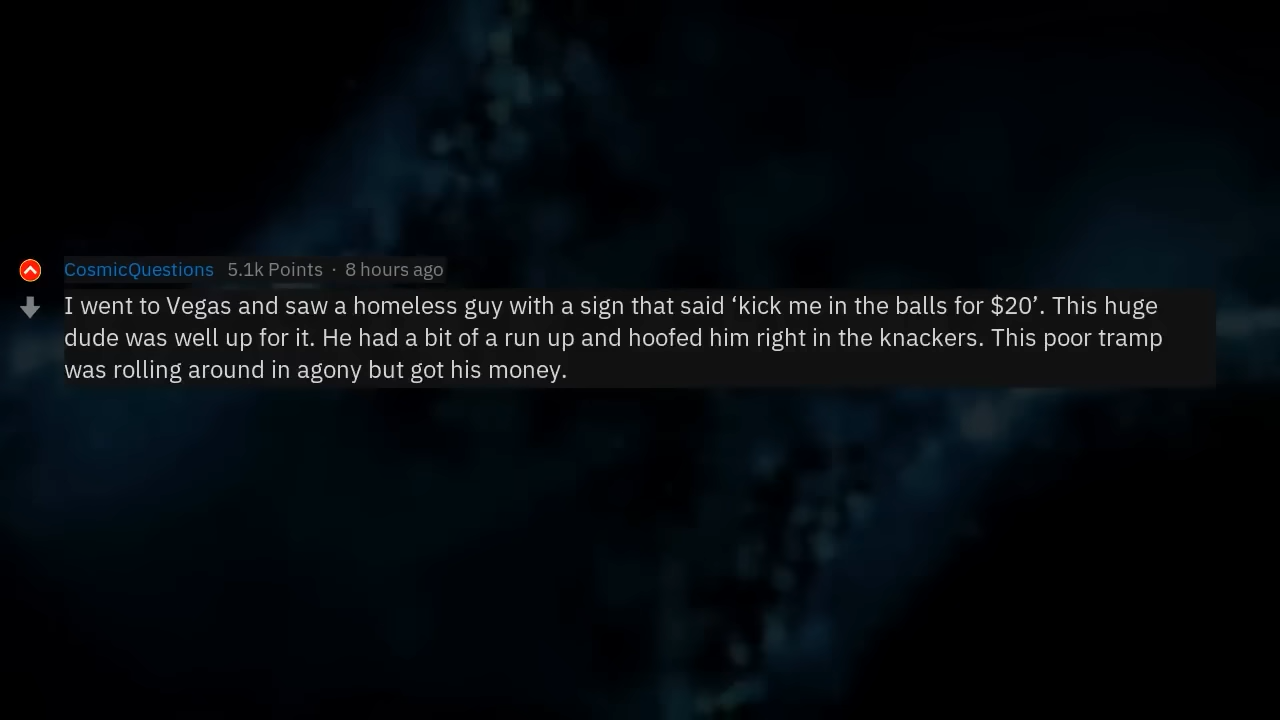 CosmicQuestions 5.1k Points · 8 hours ago
I went to Vegas and saw a homeless guy with a sign that said ‘kick me in the balls for $20’. This huge
dude was well up for it. He had a bit of a run up and hoofed him right in the knackers. This poor tramp
was rolling around in agony but got his money.